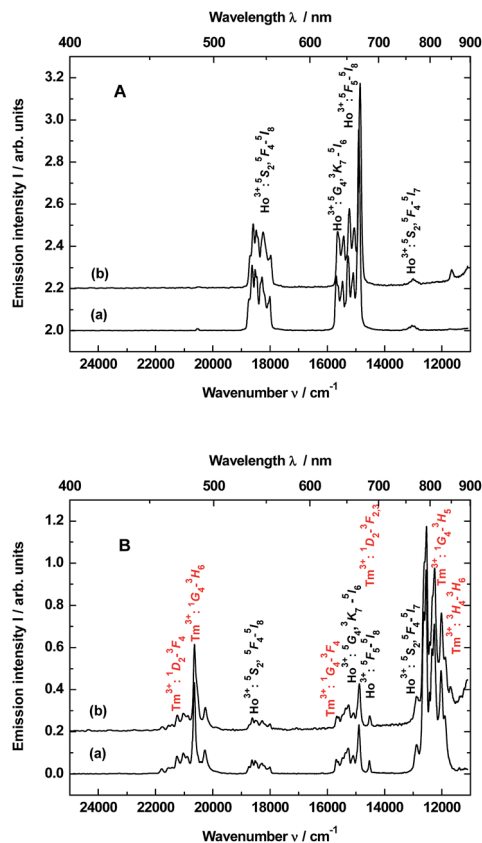 Wavelength λ / nm
400 500 600 700 800 900
Emission intensity I / arb. units
3.2
3.0
2.8
2.6
2.4
2.2
2.0
A
Ho³⁺: ⁵S₂, ⁵F₄-⁵I₈
Ho³⁺: ⁵G₄, ³K₇-⁵I₆
Ho³⁺: ⁵F₅-⁵I₈
Ho³⁺: ⁵S₂, ⁵F₄-⁵I₇
(b)
(a)
24000 22000 20000 18000 16000 14000 12000
Wavenumber ν / cm⁻¹
Wavelength λ / nm
400 500 600 700 800 900
Emission intensity I / arb. units
1.2
1.0
0.8
0.6
0.4
0.2
0.0
B
Tm³⁺: ¹D₂-³F₄
Tm³⁺: ¹G₄-³H₆
Ho³⁺: ⁵S₂, ⁵F₄-⁵I₈
Tm³⁺: ¹G₄-³F₄
Ho³⁺: ⁵G₄, ³K₇-⁵I₆
Tm³⁺: ¹D₂-³F₂,₃
Ho³⁺: ⁵F₅-⁵I₈
Ho³⁺: ⁵S₂, ⁵F₄-⁵I₇
Tm³⁺: ¹G₄-³H₅
Tm³⁺: ³H₄-³H₆
(b)
(a)
24000 22000 20000 18000 16000 14000 12000
Wavenumber ν / cm⁻¹